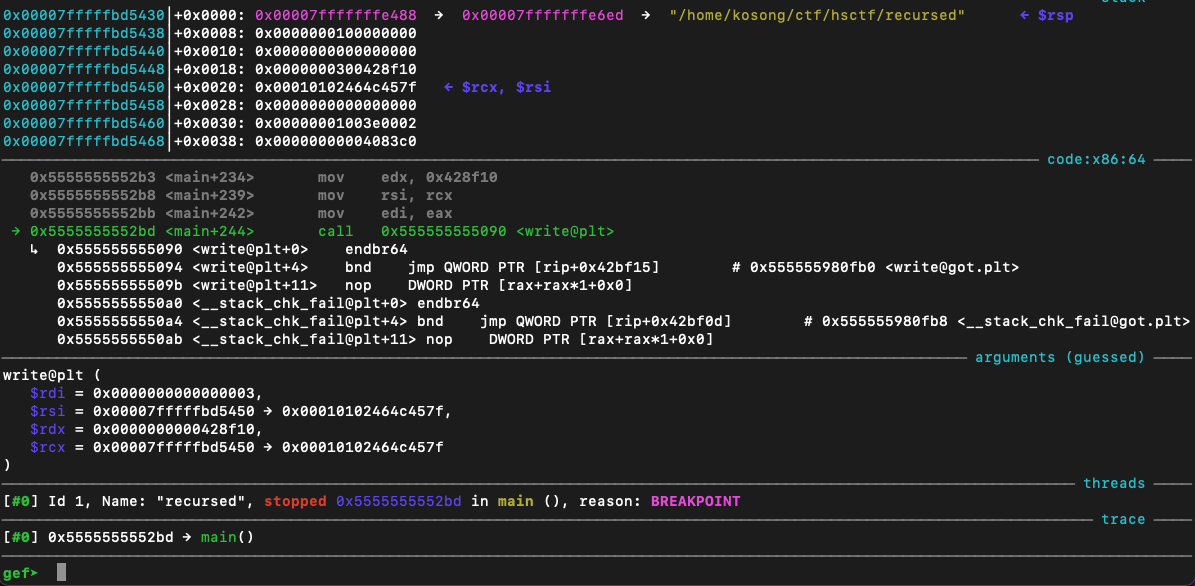 stack
0x00007fffffbd5430│+0x0000: 0x00007fffffffe488 → 0x00007fffffffe6ed → "/home/kosong/ctf/hsctf/recursed" ← $rsp
0x00007fffffbd5438│+0x0008: 0x0000000100000000
0x00007fffffbd5440│+0x0010: 0x0000000000000000
0x00007fffffbd5448│+0x0018: 0x0000000300428f10
0x00007fffffbd5450│+0x0020: 0x00010102464c457f ← $rcx, $rsi
0x00007fffffbd5458│+0x0028: 0x0000000000000000
0x00007fffffbd5460│+0x0030: 0x00000001003e0002
0x00007fffffbd5468│+0x0038: 0x00000000004083c0
code:x86:64
0x5555555552b3 <main+234> mov edx, 0x428f10
0x5555555552b8 <main+239> mov rsi, rcx
0x5555555552bb <main+242> mov edi, eax
→ 0x5555555552bd <main+244> call 0x555555555090 <write@plt>
↳ 0x555555555090 <write@plt+0> endbr64
0x555555555094 <write@plt+4> bnd jmp QWORD PTR [rip+0x42bf15] # 0x555555980fb0 <write@got.plt>
0x55555555509b <write@plt+11> nop DWORD PTR [rax+rax*1+0x0]
0x5555555550a0 <__stack_chk_fail@plt+0> endbr64
0x5555555550a4 <__stack_chk_fail@plt+4> bnd jmp QWORD PTR [rip+0x42bf0d] # 0x555555980fb8 <__stack_chk_fail@got.plt>
0x5555555550ab <__stack_chk_fail@plt+11> nop DWORD PTR [rax+rax*1+0x0]
arguments (guessed)
write@plt (
$rdi = 0x0000000000000003,
$rsi = 0x00007fffffbd5450 → 0x00010102464c457f,
$rdx = 0x0000000000428f10,
$rcx = 0x00007fffffbd5450 → 0x00010102464c457f
)
threads
[#0] Id 1, Name: "recursed", stopped 0x5555555552bd in main (), reason: BREAKPOINT
trace
[#0] 0x5555555552bd → main()
gef➤